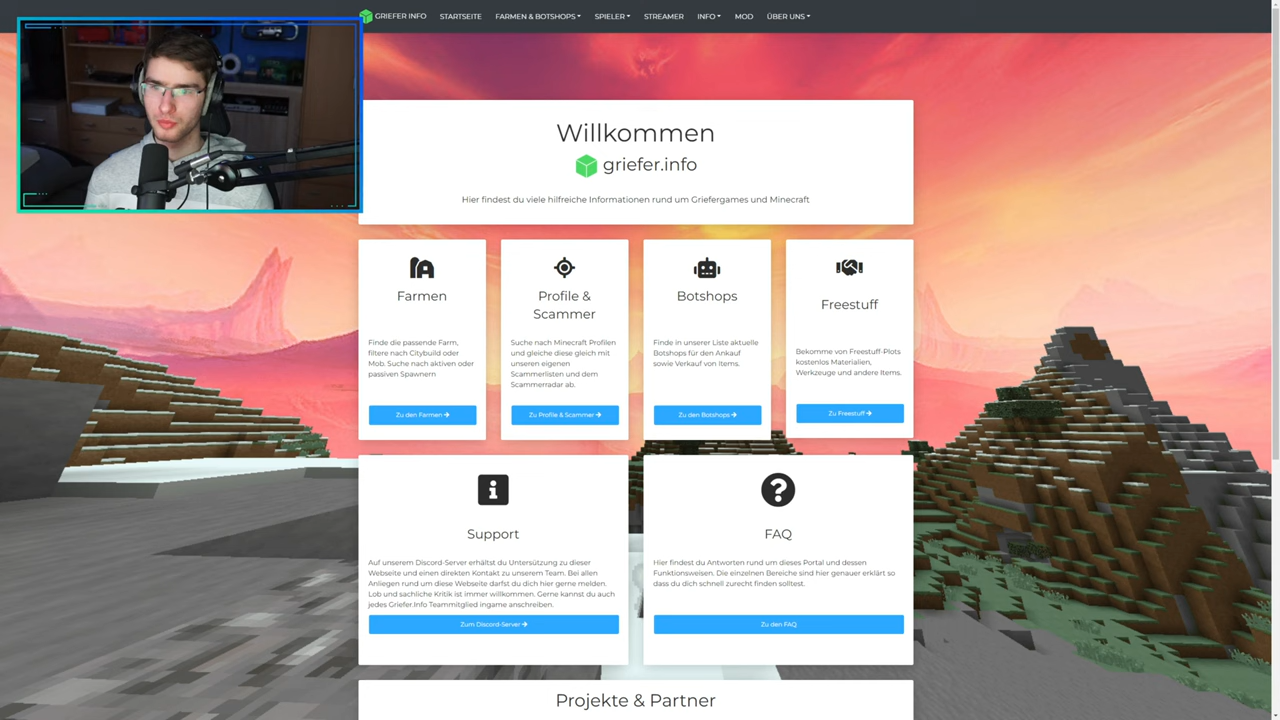 GRIEFER INFO STARTSEITE FARMEN & BOTSHOPS SPIELER STREAMER INFO MOD ÜBER UNS
Willkommen
griefer.info
Hier findest du viele hilfreiche Informationen rund um Griefergames und Minecraft
Farmen
Finde die passende Farm,
filtere nach Citybuild oder
Mob. Suche nach aktiven oder
passiven Spawnern
Zu den Farmen
Profile &
Scammer
Suche nach Minecraft Profilen
und gleiche diese gleich mit
unseren eigenen
Scammerlisten und dem
Scammerradar ab.
Zu Profile & Scammer
Botshops
Finde in unserer Liste aktuelle
Botshops für den Ankauf
sowie Verkauf von Items.
Zu den Botshops
Freestuff
Bekomme von Freestuff-Plots
kostenlos Materialien,
Werkzeuge und andere Items.
Zu Freestuff
Support
Auf unserem Discord-Server erhältst du Untersützung zu dieser
Webseite und einen direkten Kontakt zu unserem Team. Bei allen
Anliegen rund um diese Webseite darfst du dich hier gerne melden.
Lob und sachliche Kritik ist immer willkommen. Gerne kannst du auch
jedes Griefer.Info Teammitglied ingame anschreiben.
Zum Discord-Server
FAQ
Hier findest du Antworten rund um dieses Portal und dessen
Funktionsweisen. Die einzelnen Bereiche sind hier genauer erklärt so
dass du dich schnell zurecht finden solltest.
Zu den FAQ
Projekte & Partner